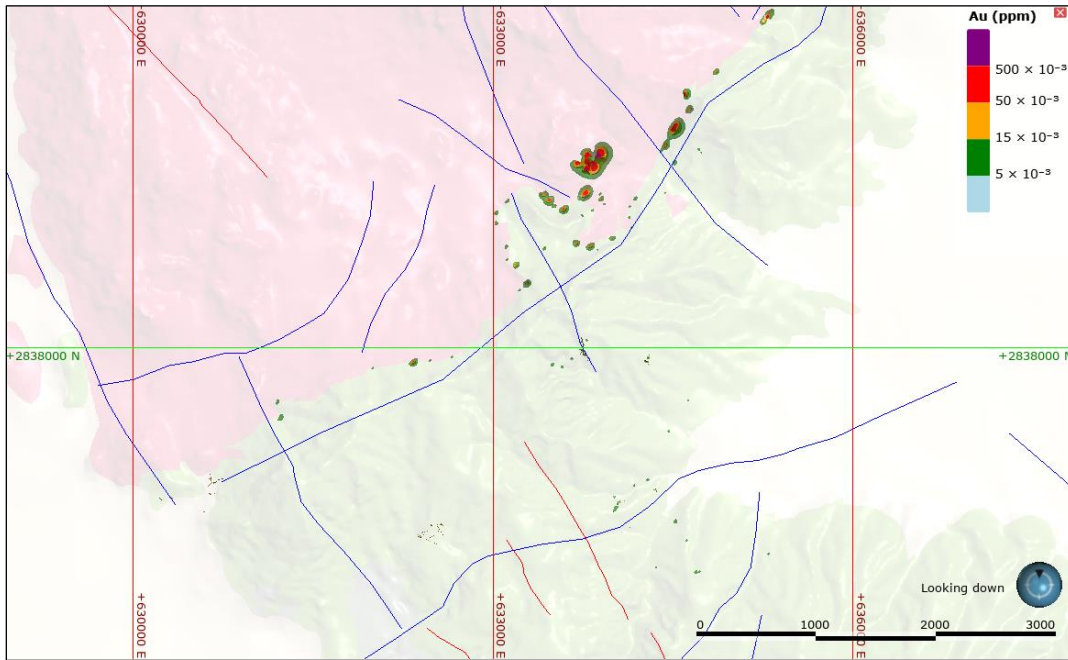 +630000 E
+633000 E
+636000 E
Au (ppm)
500 × 10⁻³
50 × 10⁻³
15 × 10⁻³
5 × 10⁻³
+2838000 N
+2838000 N
Looking down
+630000 E
+633000 E
+636000 E
0
1000
2000
3000